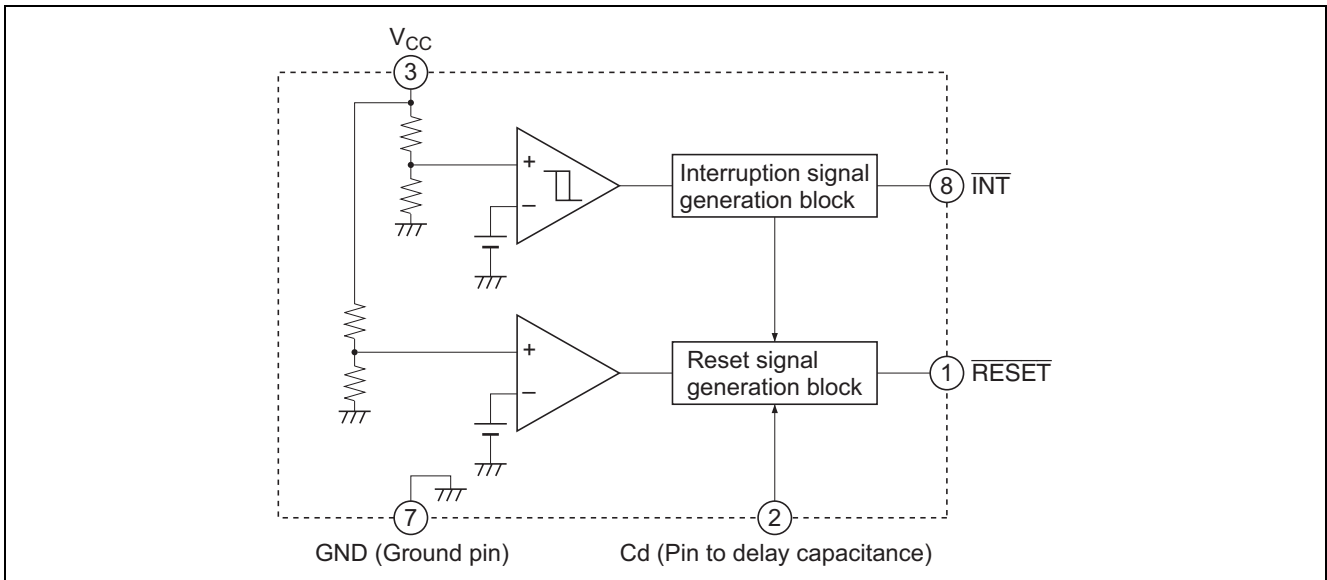 VCC
3
+
−
Interruption signal
generation block
8 INT
+
−
Reset signal
generation block
1 RESET
7
2
GND (Ground pin)
Cd (Pin to delay capacitance)